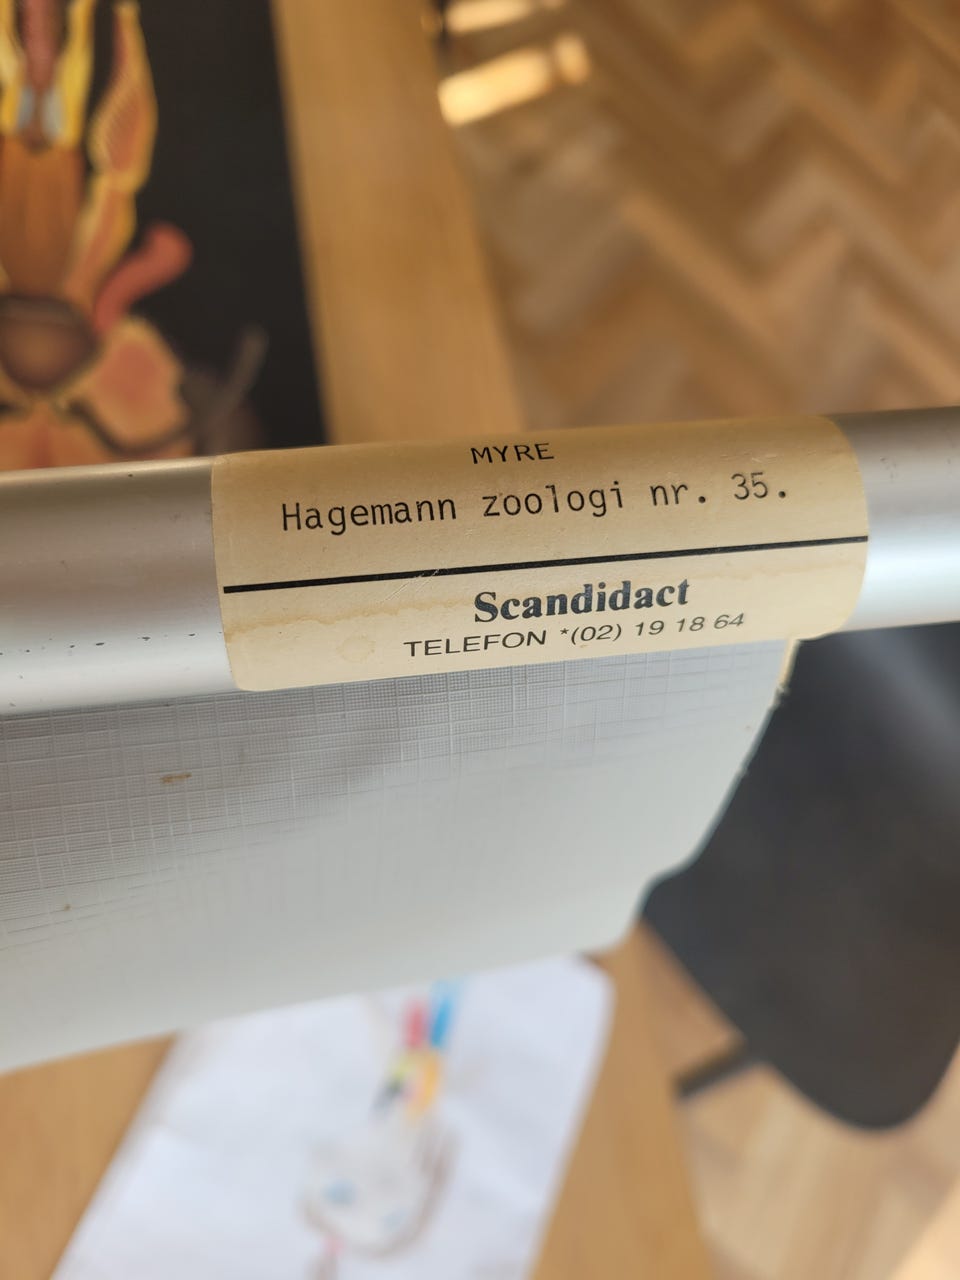 MYRE
Hagemann zoologi nr. 35.
Scandidact
TELEFON *(02) 19 18 64